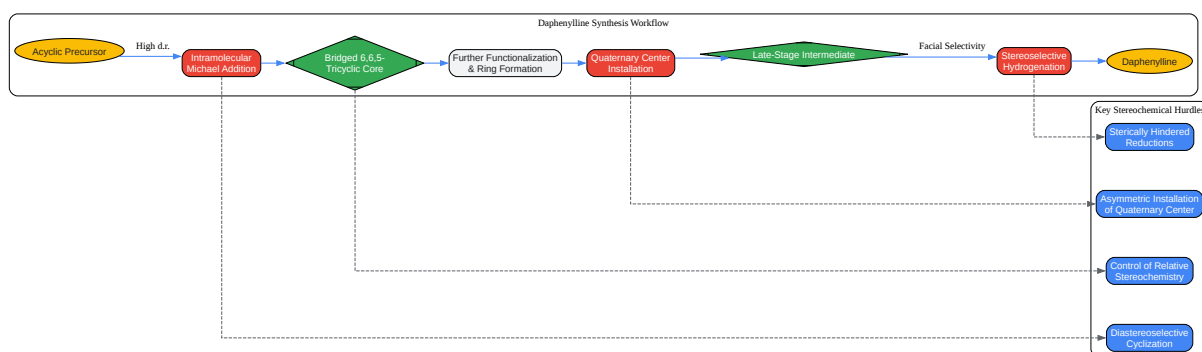 Daphenylline Synthesis Workflow
Acyclic Precursor
High d.r.
Intramolecular
Michael Addition
Bridged 6,6,5-
Tricyclic Core
Further Functionalization
& Ring Formation
Quaternary Center
Installation
Late-Stage Intermediate
Facial Selectivity
Stereoselective
Hydrogenation
Daphenylline
Key Stereochemical Hurdles
Sterically Hindered
Reductions
Asymmetric Installation
of Quaternary Center
Control of Relative
Stereochemistry
Diastereoselective
Cyclization